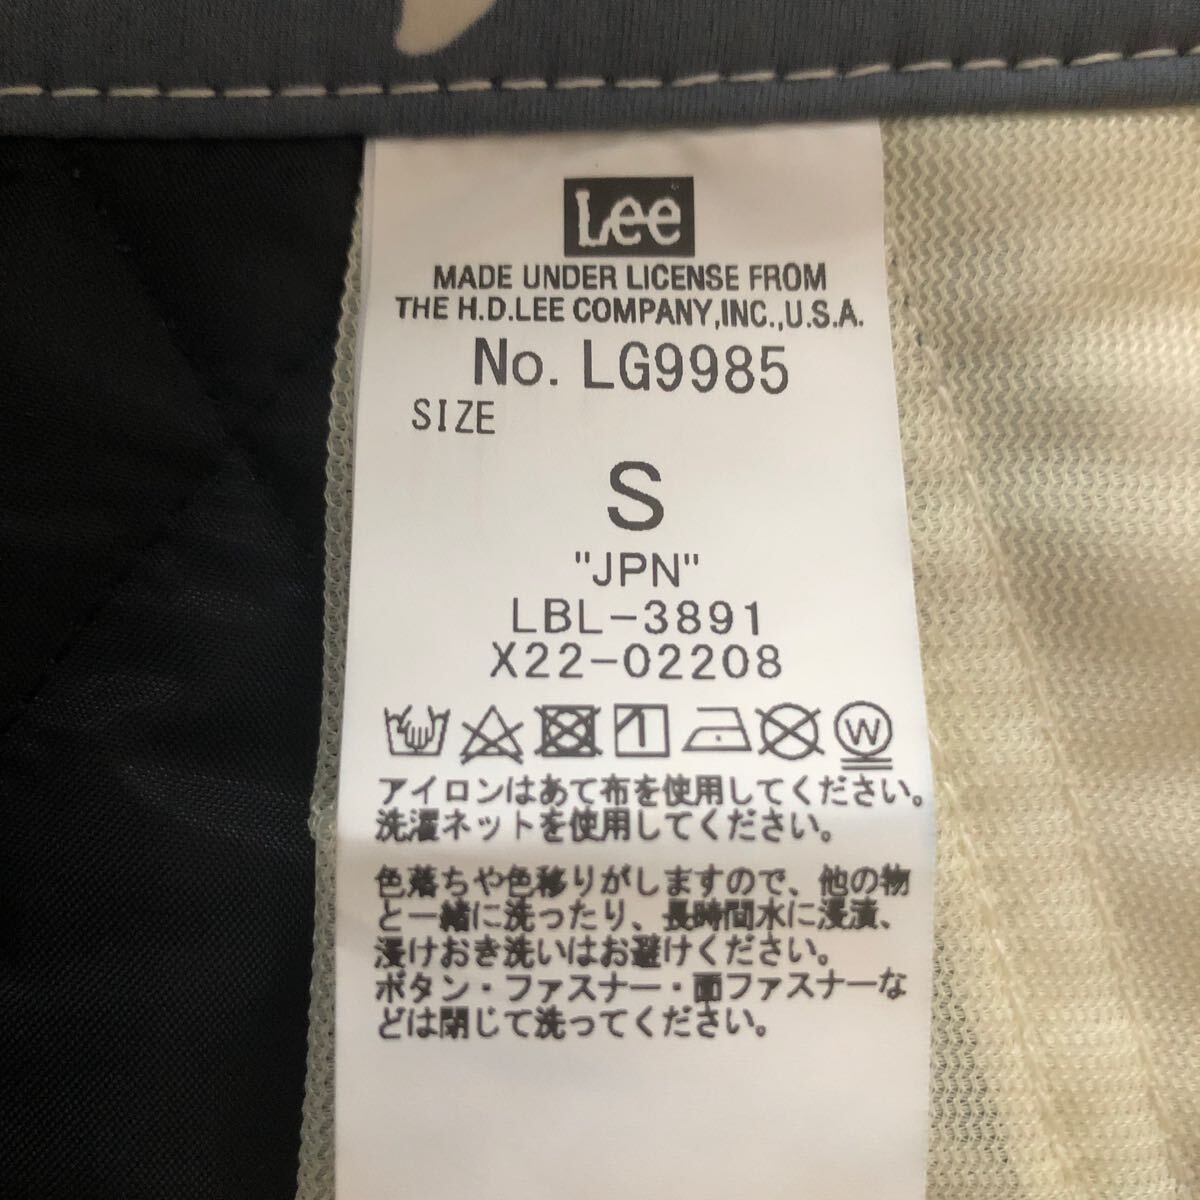 Lee
MADE UNDER LICENSE FROM
THE H.D.LEE COMPANY,INC.,U.S.A.
No. LG9985
SIZE
S
"JPN"
LBL-3891
X22-02208
W
アイロンはあて布を使用してください。
洗濯ネットを使用してください。
色落ちや色移りがしますので、他の物
と一緒に洗ったり、長時間水に浸漬、
浸けおき洗いはお避けください。
ボタン・ファスナー・面ファスナーな
どは閉じて洗ってください。